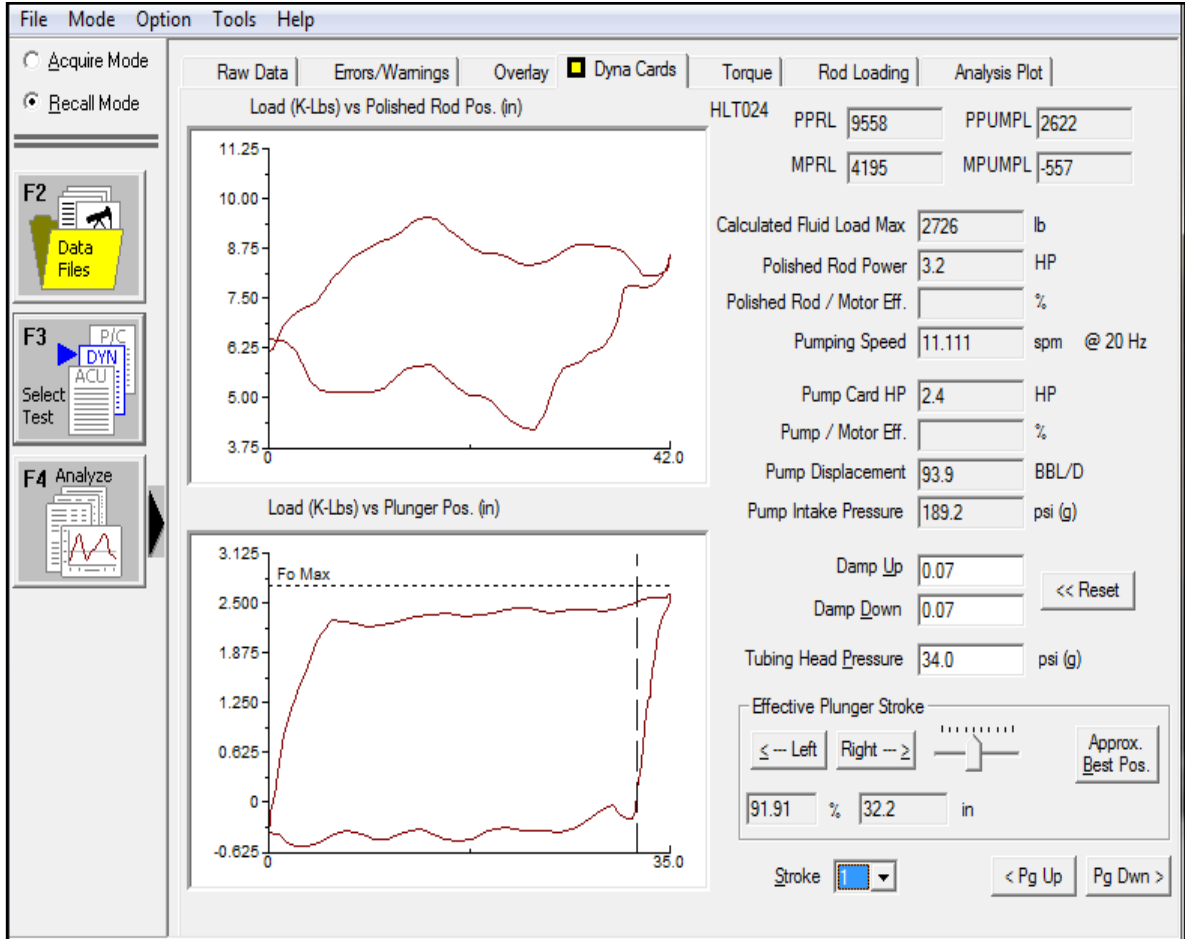 File Mode Option Tools Help
Acquire Mode
Recall Mode
F2
Data
Files
F3
P/C
DYN
ACU
Select
Test
F4 Analyze
Raw Data Errors/Warnings Overlay Dyna Cards Torque Rod Loading Analysis Plot
Load (K-Lbs) vs Polished Rod Pos. (in)
11.25
10.00
8.75
7.50
6.25
5.00
3.75
0 42.0
Load (K-Lbs) vs Plunger Pos. (in)
3.125
Fo Max
2.500
1.875
1.250
0.625
0
-0.625
0 35.0
HLT024
PPRL 9558 PPUMPL 2622
MPRL 4195 MPUMPL -557
Calculated Fluid Load Max 2726 lb
Polished Rod Power 3.2 HP
Polished Rod / Motor Eff. %
Pumping Speed 11.111 spm @ 20 Hz
Pump Card HP 2.4 HP
Pump / Motor Eff. %
Pump Displacement 93.9 BBL/D
Pump Intake Pressure 189.2 psi (g)
Damp Up 0.07
<< Reset
Damp Down 0.07
Tubing Head Pressure 34.0 psi (g)
Effective Plunger Stroke
< --- Left Right --- >
Approx.
Best Pos.
91.91 % 32.2 in
Stroke 1 < Pg Up Pg Dwn >